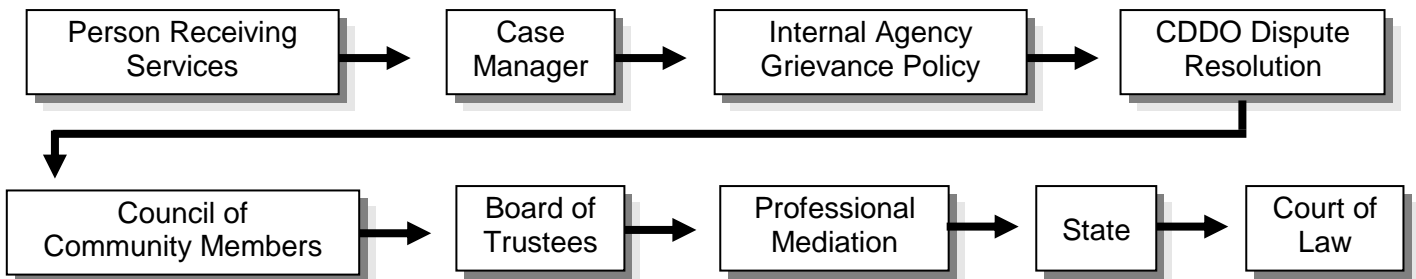 Person Receiving
Services
Case
Manager
Internal Agency
Grievance Policy
CDDO Dispute
Resolution
Council of
Community Members
Board of
Trustees
Professional
Mediation
State
Court of
Law